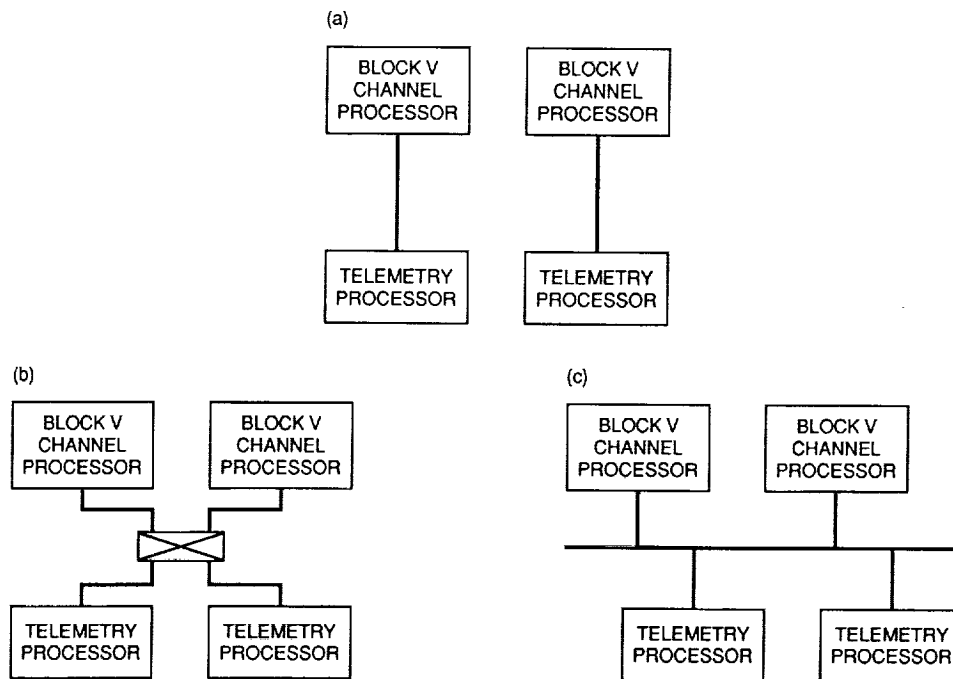 (a)
BLOCK V
CHANNEL
PROCESSOR
BLOCK V
CHANNEL
PROCESSOR
TELEMETRY
PROCESSOR
TELEMETRY
PROCESSOR
(b)
BLOCK V
CHANNEL
PROCESSOR
BLOCK V
CHANNEL
PROCESSOR
TELEMETRY
PROCESSOR
TELEMETRY
PROCESSOR
(c)
BLOCK V
CHANNEL
PROCESSOR
BLOCK V
CHANNEL
PROCESSOR
TELEMETRY
PROCESSOR
TELEMETRY
PROCESSOR